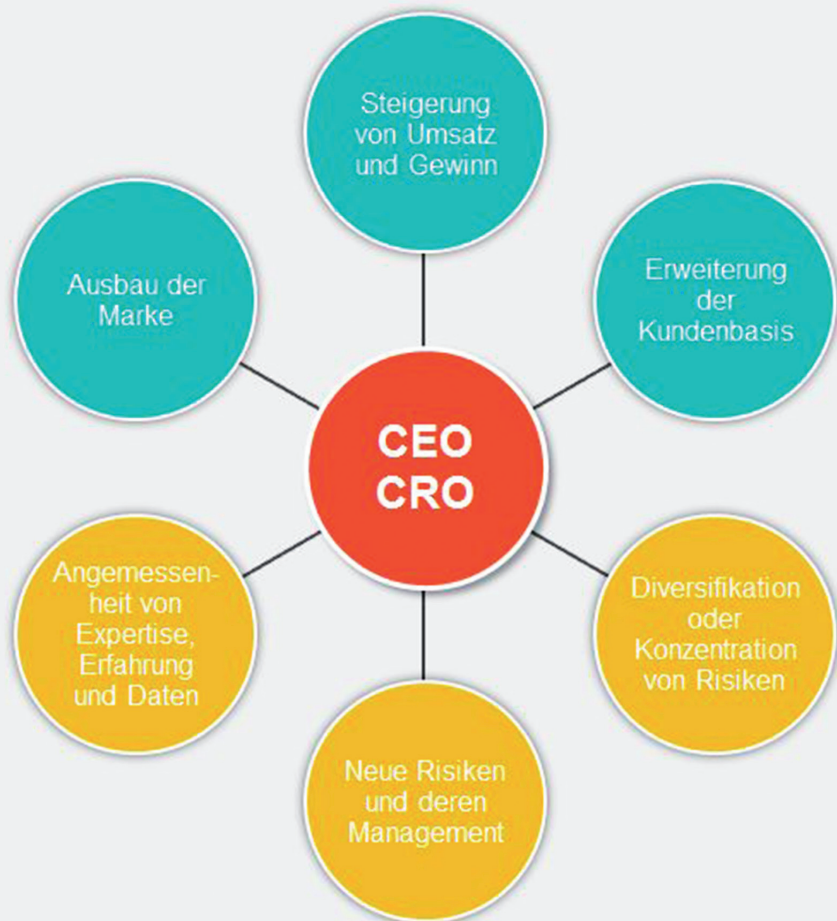 Steigerung
von Umsatz
und Gewinn
Ausbau der
Marke
Erweiterung
der
Kundenbasis
CEO
CRO
Angemessen-
heit von
Expertise,
Erfahrung
und Daten
Diversifikation
oder
Konzentration
von Risiken
Neue Risiken
und deren
Management